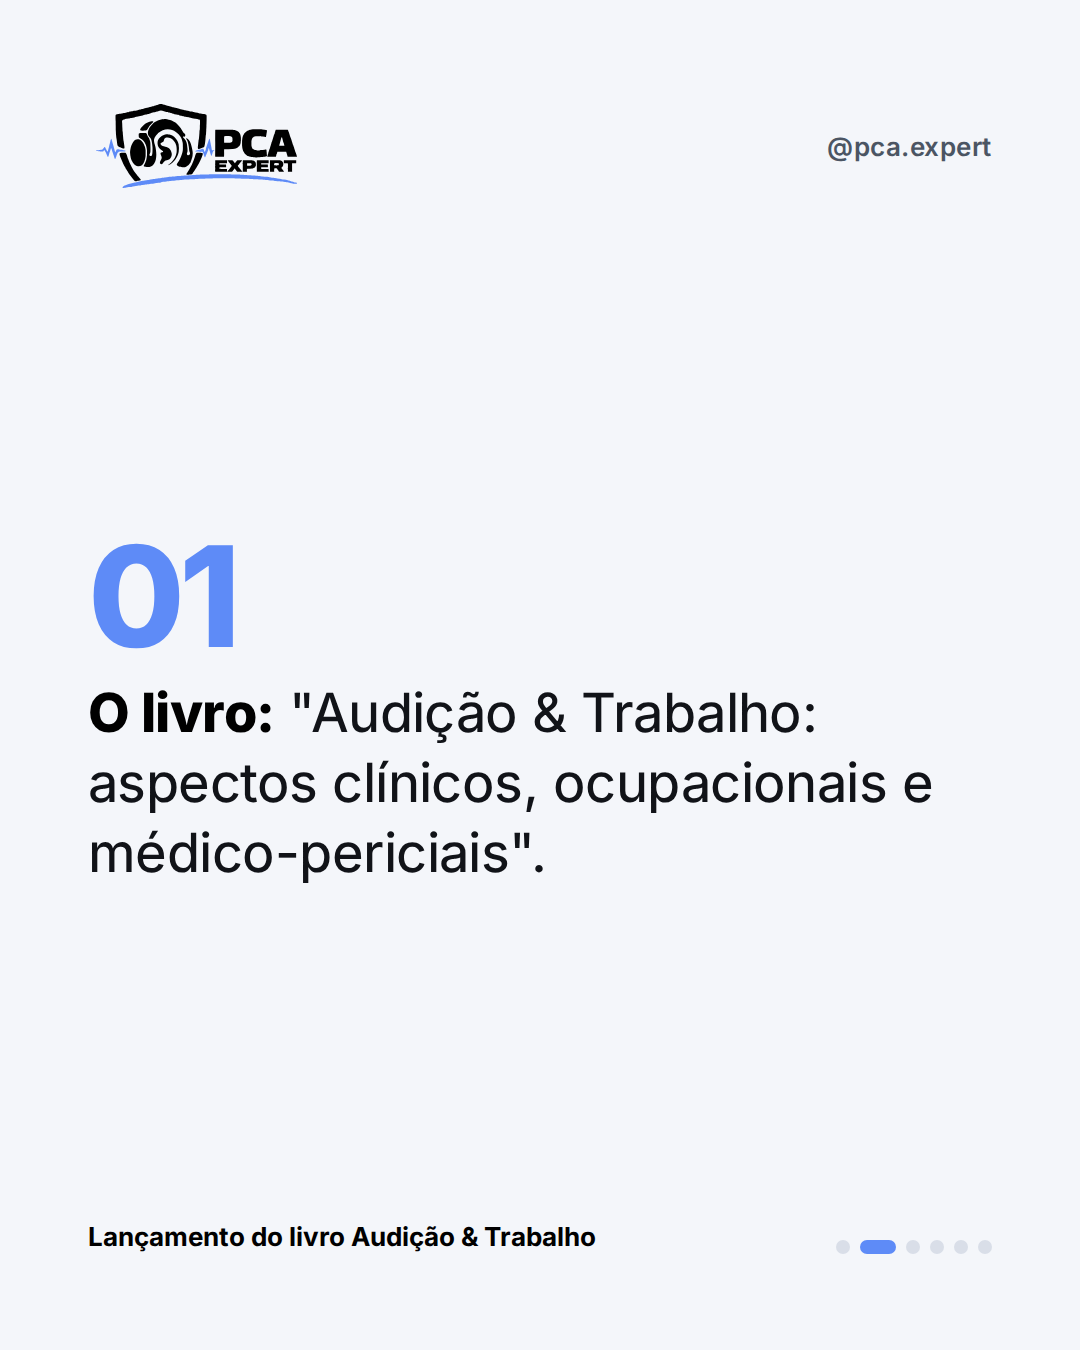 PCA
EXPERT
@pca.expert
01
O livro: "Audição & Trabalho:
aspectos clínicos, ocupacionais e
médico-periciais".
Lançamento do livro Audição & Trabalho